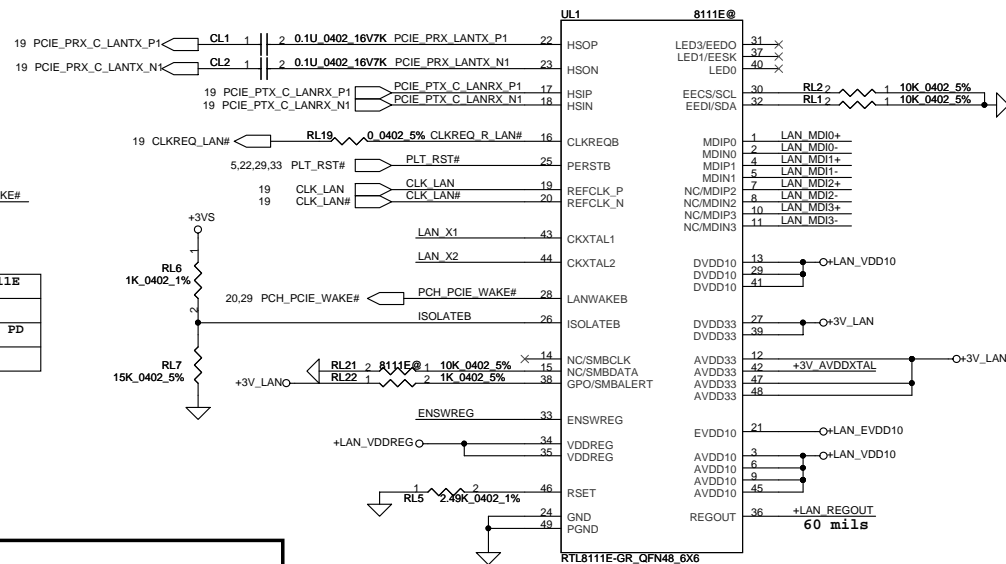 UL1 8111E@
19 PCIE_PRX_C_LANTX_P1 CL1 1 2 0.1U_0402_16V7K PCIE_PRX_LANTX_P1 22 HSOP
19 PCIE_PRX_C_LANTX_N1 CL2 1 2 0.1U_0402_16V7K PCIE_PRX_LANTX_N1 23 HSON
19 PCIE_PTX_C_LANRX_P1 PCIE_PTX_C_LANRX_P1 17 HSIP
19 PCIE_PTX_C_LANRX_N1 PCIE_PTX_C_LANRX_N1 18 HSIN
19 CLKREQ_LAN# RL19 0_0402_5% CLKREQ_R_LAN# 16 CLKREQB
5,22,29,33 PLT_RST# PLT_RST# 25 PERSTB
19 CLK_LAN CLK_LAN 19 REFCLK_P
19 CLK_LAN# CLK_LAN# 20 REFCLK_N
KE#
LAN_X1 43 CKXTAL1
LAN_X2 44 CKXTAL2
20,29 PCH_PCIE_WAKE# PCH_PCIE_WAKE# 28 LANWAKEB
ISOLATEB 26 ISOLATEB
+3VS
1
RL6
1K_0402_1%
2
RL7
15K_0402_5%
11E
PD
14 NC/SMBCLK
RL21 2 8111E@ 1 10K_0402_5% 15 NC/SMBDATA
+3V_LAN RL22 1 2 1K_0402_5% 38 GPO/SMBALERT
ENSWREG 33 ENSWREG
+LAN_VDDREG 34 VDDREG
35 VDDREG
RL5 1 2 2.49K_0402_1% 46 RSET
24 GND
49 PGND
LED3/EEDO 31
LED1/EESK 37
LED0 40
EECS/SCL 30 RL2 2 1 10K_0402_5%
EEDI/SDA 32 RL1 2 1 10K_0402_5%
MDIP0 1 LAN_MDI0+
MDIN0 2 LAN_MDI0-
MDIP1 4 LAN_MDI1+
MDIN1 5 LAN_MDI1-
NC/MDIP2 7 LAN_MDI2+
NC/MDIN2 8 LAN_MDI2-
NC/MDIP3 10 LAN_MDI3+
NC/MDIN3 11 LAN_MDI3-
DVDD10 13 +LAN_VDD10
DVDD10 29
DVDD10 41
DVDD33 27 +3V_LAN
DVDD33 39
AVDD33 12 +3V_LAN
AVDD33 42 +3V_AVDDXTAL
AVDD33 47
AVDD33 48
EVDD10 21 +LAN_EVDD10
AVDD10 3 +LAN_VDD10
AVDD10 6
AVDD10 9
AVDD10 45
REGOUT 36 +LAN_REGOUT
60 mils
RTL8111E-GR_QFN48_6X6